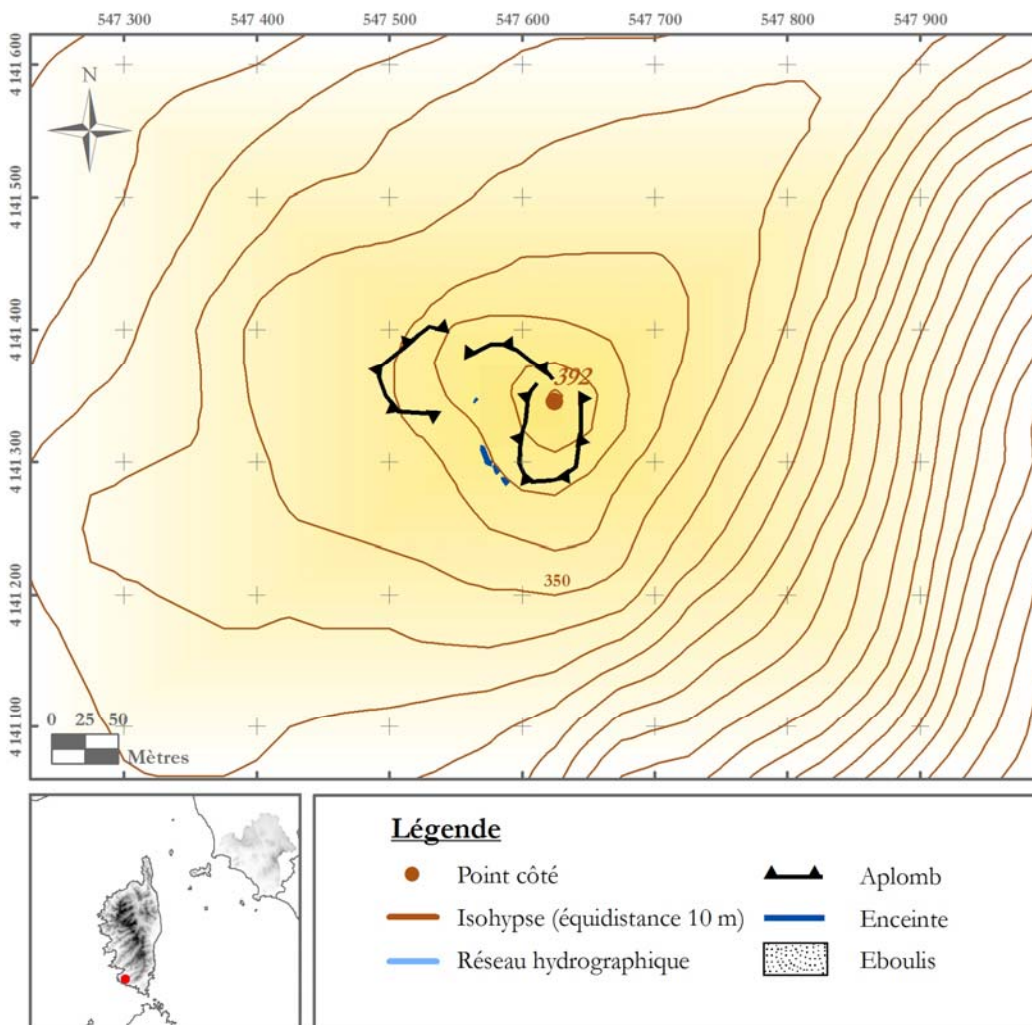 547 300 547 400 547 500 547 600 547 700 547 800 547 900
4 141 600
N
4 141 500
4 141 400
392
4 141 300
4 141 200
350
4 141 100
0 25 50
Mètres
Légende
Point côté
Aplomb
Isohypse (équidistance 10 m)
Enceinte
Réseau hydrographique
Eboulis